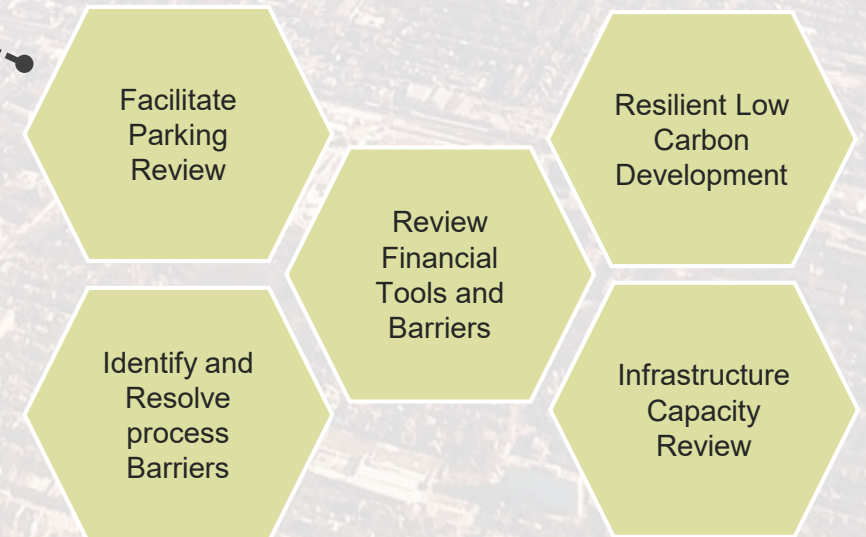 Facilitate
Parking
Review
Resilient Low
Carbon
Development
Review
Financial
Tools and
Barriers
Identify and
Resolve
process
Barriers
Infrastructure
Capacity
Review